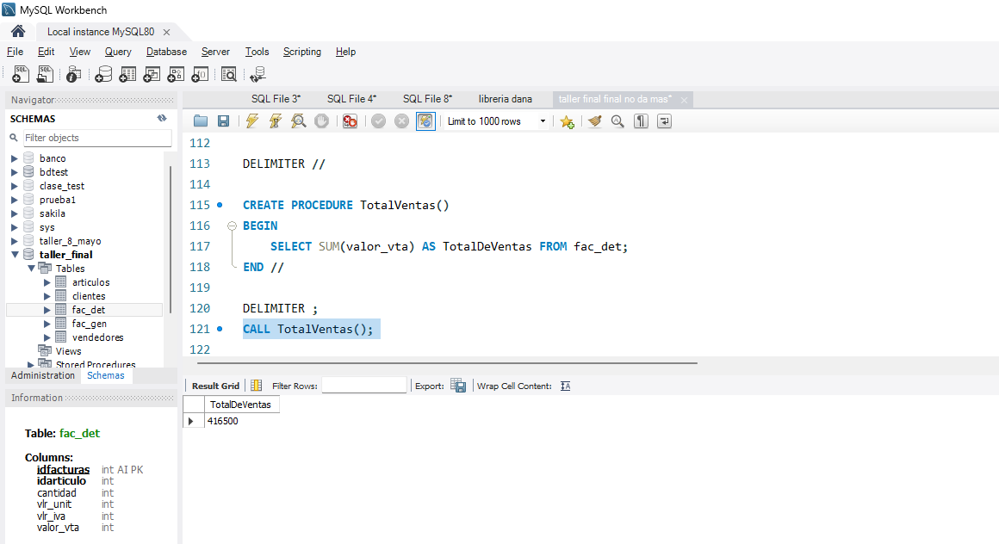 MySQL Workbench
Local instance MySQL80
File Edit View Query Database Server Tools Scripting Help
Navigator
SCHEMAS
Filter objects
banco
bdtest
clase_test
prueba1
sakila
sys
taller_8_mayo
taller_final
Tables
articulos
clientes
fac_det
fac_gen
vendedores
Views
Stored Procedures
Administration Schemas
Information
Table: fac_det
Columns:
idfacturas int AI PK
idarticulo int
cantidad int
vlr_unit int
vlr_iva int
valor_vta int
SQL File 3* SQL File 4* SQL File 8* libreria dana taller final final no da mas*
Limit to 1000 rows
112
113 DELIMITER //
114
115 CREATE PROCEDURE TotalVentas()
116 BEGIN
117 SELECT SUM(valor_vta) AS TotalDeVentas FROM fac_det;
118 END //
119
120 DELIMITER ;
121 CALL TotalVentas();
122
Result Grid Filter Rows: Export: Wrap Cell Content:
TotalDeVentas
416500